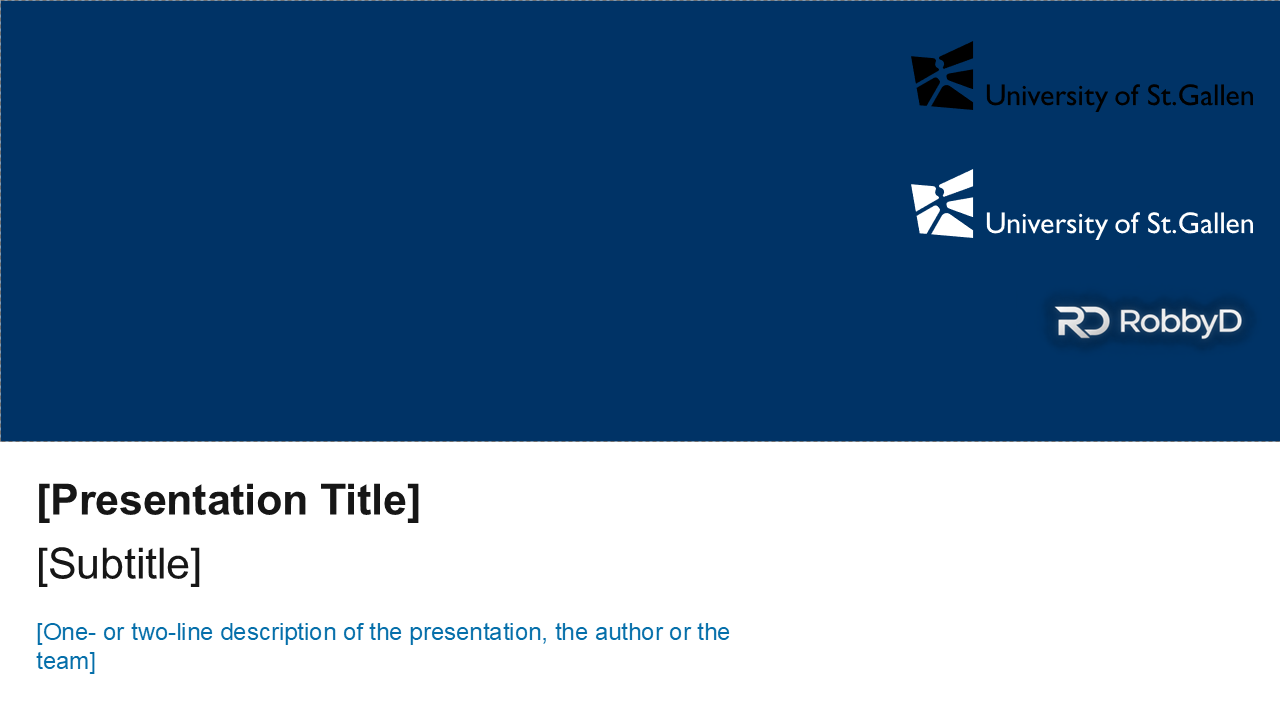 University of St.Gallen
University of St.Gallen
RD RobbyD
[Presentation Title]
[Subtitle]
[One- or two-line description of the presentation, the author or the
team]